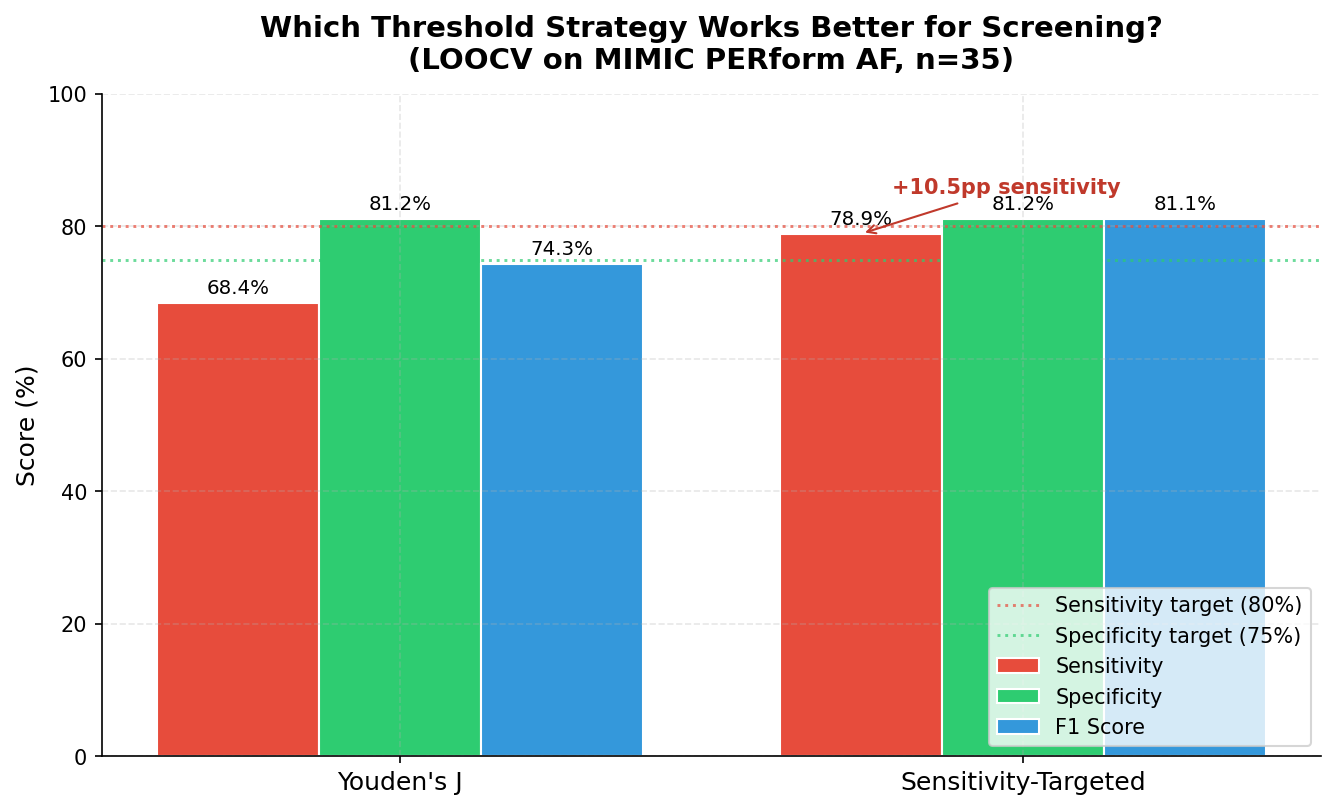 Which Threshold Strategy Works Better for Screening?
(LOOCV on MIMIC PERform AF, n=35)
Score (%)
100
80
60
40
20
0
68.4%
81.2%
74.3%
+10.5pp sensitivity
78.9%
81.2%
81.1%
Sensitivity target (80%)
Specificity target (75%)
Sensitivity
Specificity
F1 Score
Youden's J
Sensitivity-Targeted